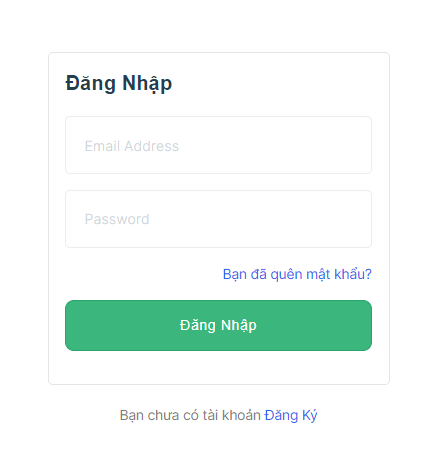 Đăng Nhập
Email Address
Password
Bạn đã quên mật khẩu?
Đăng Nhập
Bạn chưa có tài khoản Đăng Ký